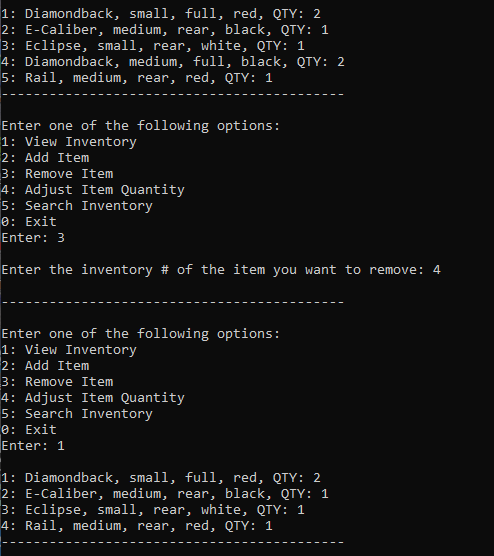 1: Diamondback, small, full, red, QTY: 2
2: E-Caliber, medium, rear, black, QTY: 1
3: Eclipse, small, rear, white, QTY: 1
4: Diamondback, medium, full, black, QTY: 2
5: Rail, medium, rear, red, QTY: 1
-------------------------------------------
Enter one of the following options:
1: View Inventory
2: Add Item
3: Remove Item
4: Adjust Item Quantity
5: Search Inventory
0: Exit
Enter: 3
Enter the inventory # of the item you want to remove: 4
-------------------------------------------
Enter one of the following options:
1: View Inventory
2: Add Item
3: Remove Item
4: Adjust Item Quantity
5: Search Inventory
0: Exit
Enter: 1
1: Diamondback, small, full, red, QTY: 2
2: E-Caliber, medium, rear, black, QTY: 1
3: Eclipse, small, rear, white, QTY: 1
4: Rail, medium, rear, red, QTY: 1
-------------------------------------------